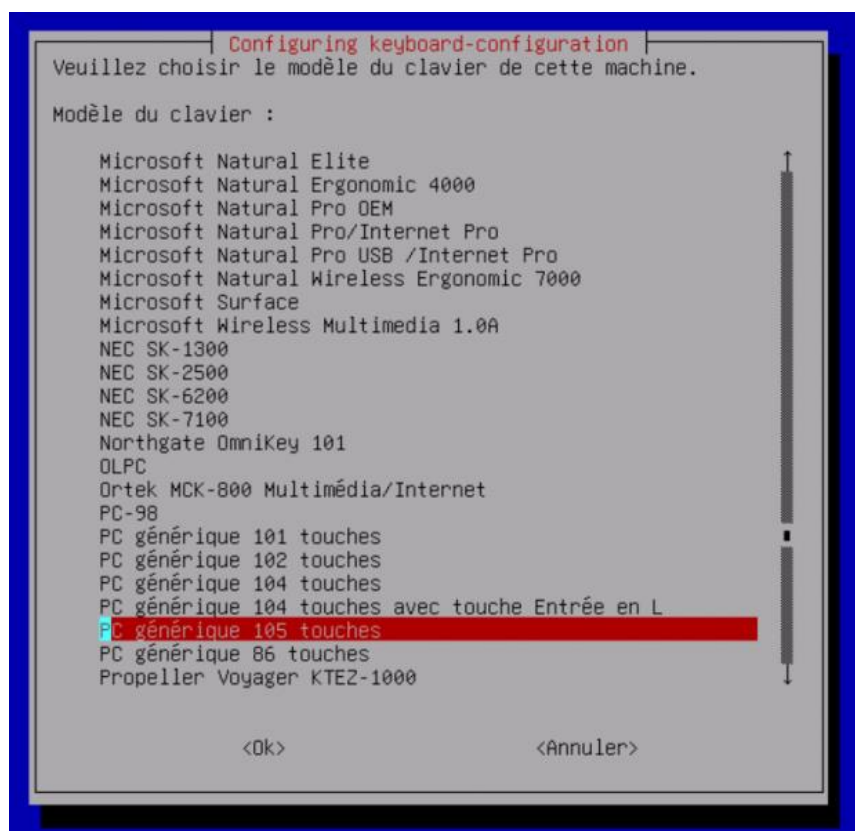 Configuring keyboard-configuration
Veuillez choisir le modèle du clavier de cette machine.
Modèle du clavier :
Microsoft Natural Elite
Microsoft Natural Ergonomic 4000
Microsoft Natural Pro OEM
Microsoft Natural Pro/Internet Pro
Microsoft Natural Pro USB /Internet Pro
Microsoft Natural Wireless Ergonomic 7000
Microsoft Surface
Microsoft Wireless Multimedia 1.0A
NEC SK-1300
NEC SK-2500
NEC SK-6200
NEC SK-7100
Northgate OmniKey 101
OLPC
Ortek MCK-800 Multimédia/Internet
PC-98
PC générique 101 touches
PC générique 102 touches
PC générique 104 touches
PC générique 104 touches avec touche Entrée en L
PC générique 105 touches
PC générique 86 touches
Propeller Voyager KTEZ-1000
<Ok> <Annuler>